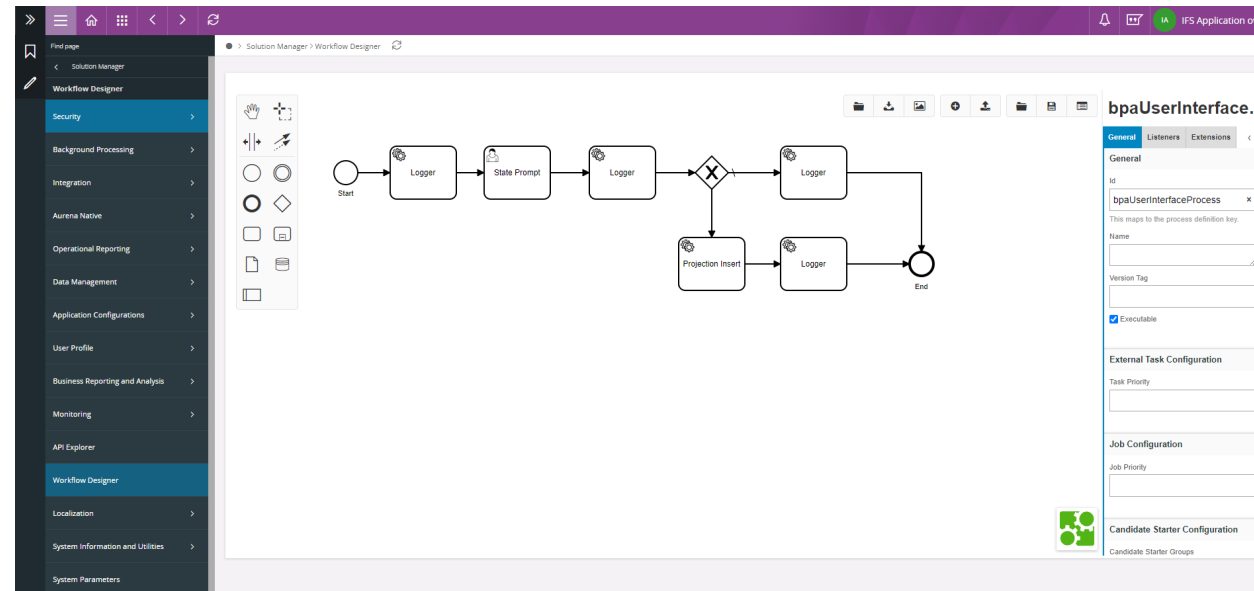 IA
IFS Application ov
Find page
Solution Manager > Workflow Designer
Solution Manager
Workflow Designer
Security
Background Processing
Integration
Aurena Native
Operational Reporting
Data Management
Application Configurations
User Profile
Business Reporting and Analysis
Monitoring
API Explorer
Workflow Designer
Localization
System Information and Utilities
System Parameters
Start
Logger
State Prompt
Logger
X
Logger
Projection Insert
Logger
End
bpaUserInterface.
General
Listeners
Extensions
General
Id
bpaUserInterfaceProcess
This maps to the process definition key.
Name
Version Tag
Executable
External Task Configuration
Task Priority
Job Configuration
Job Priority
Candidate Starter Configuration
Candidate Starter Groups